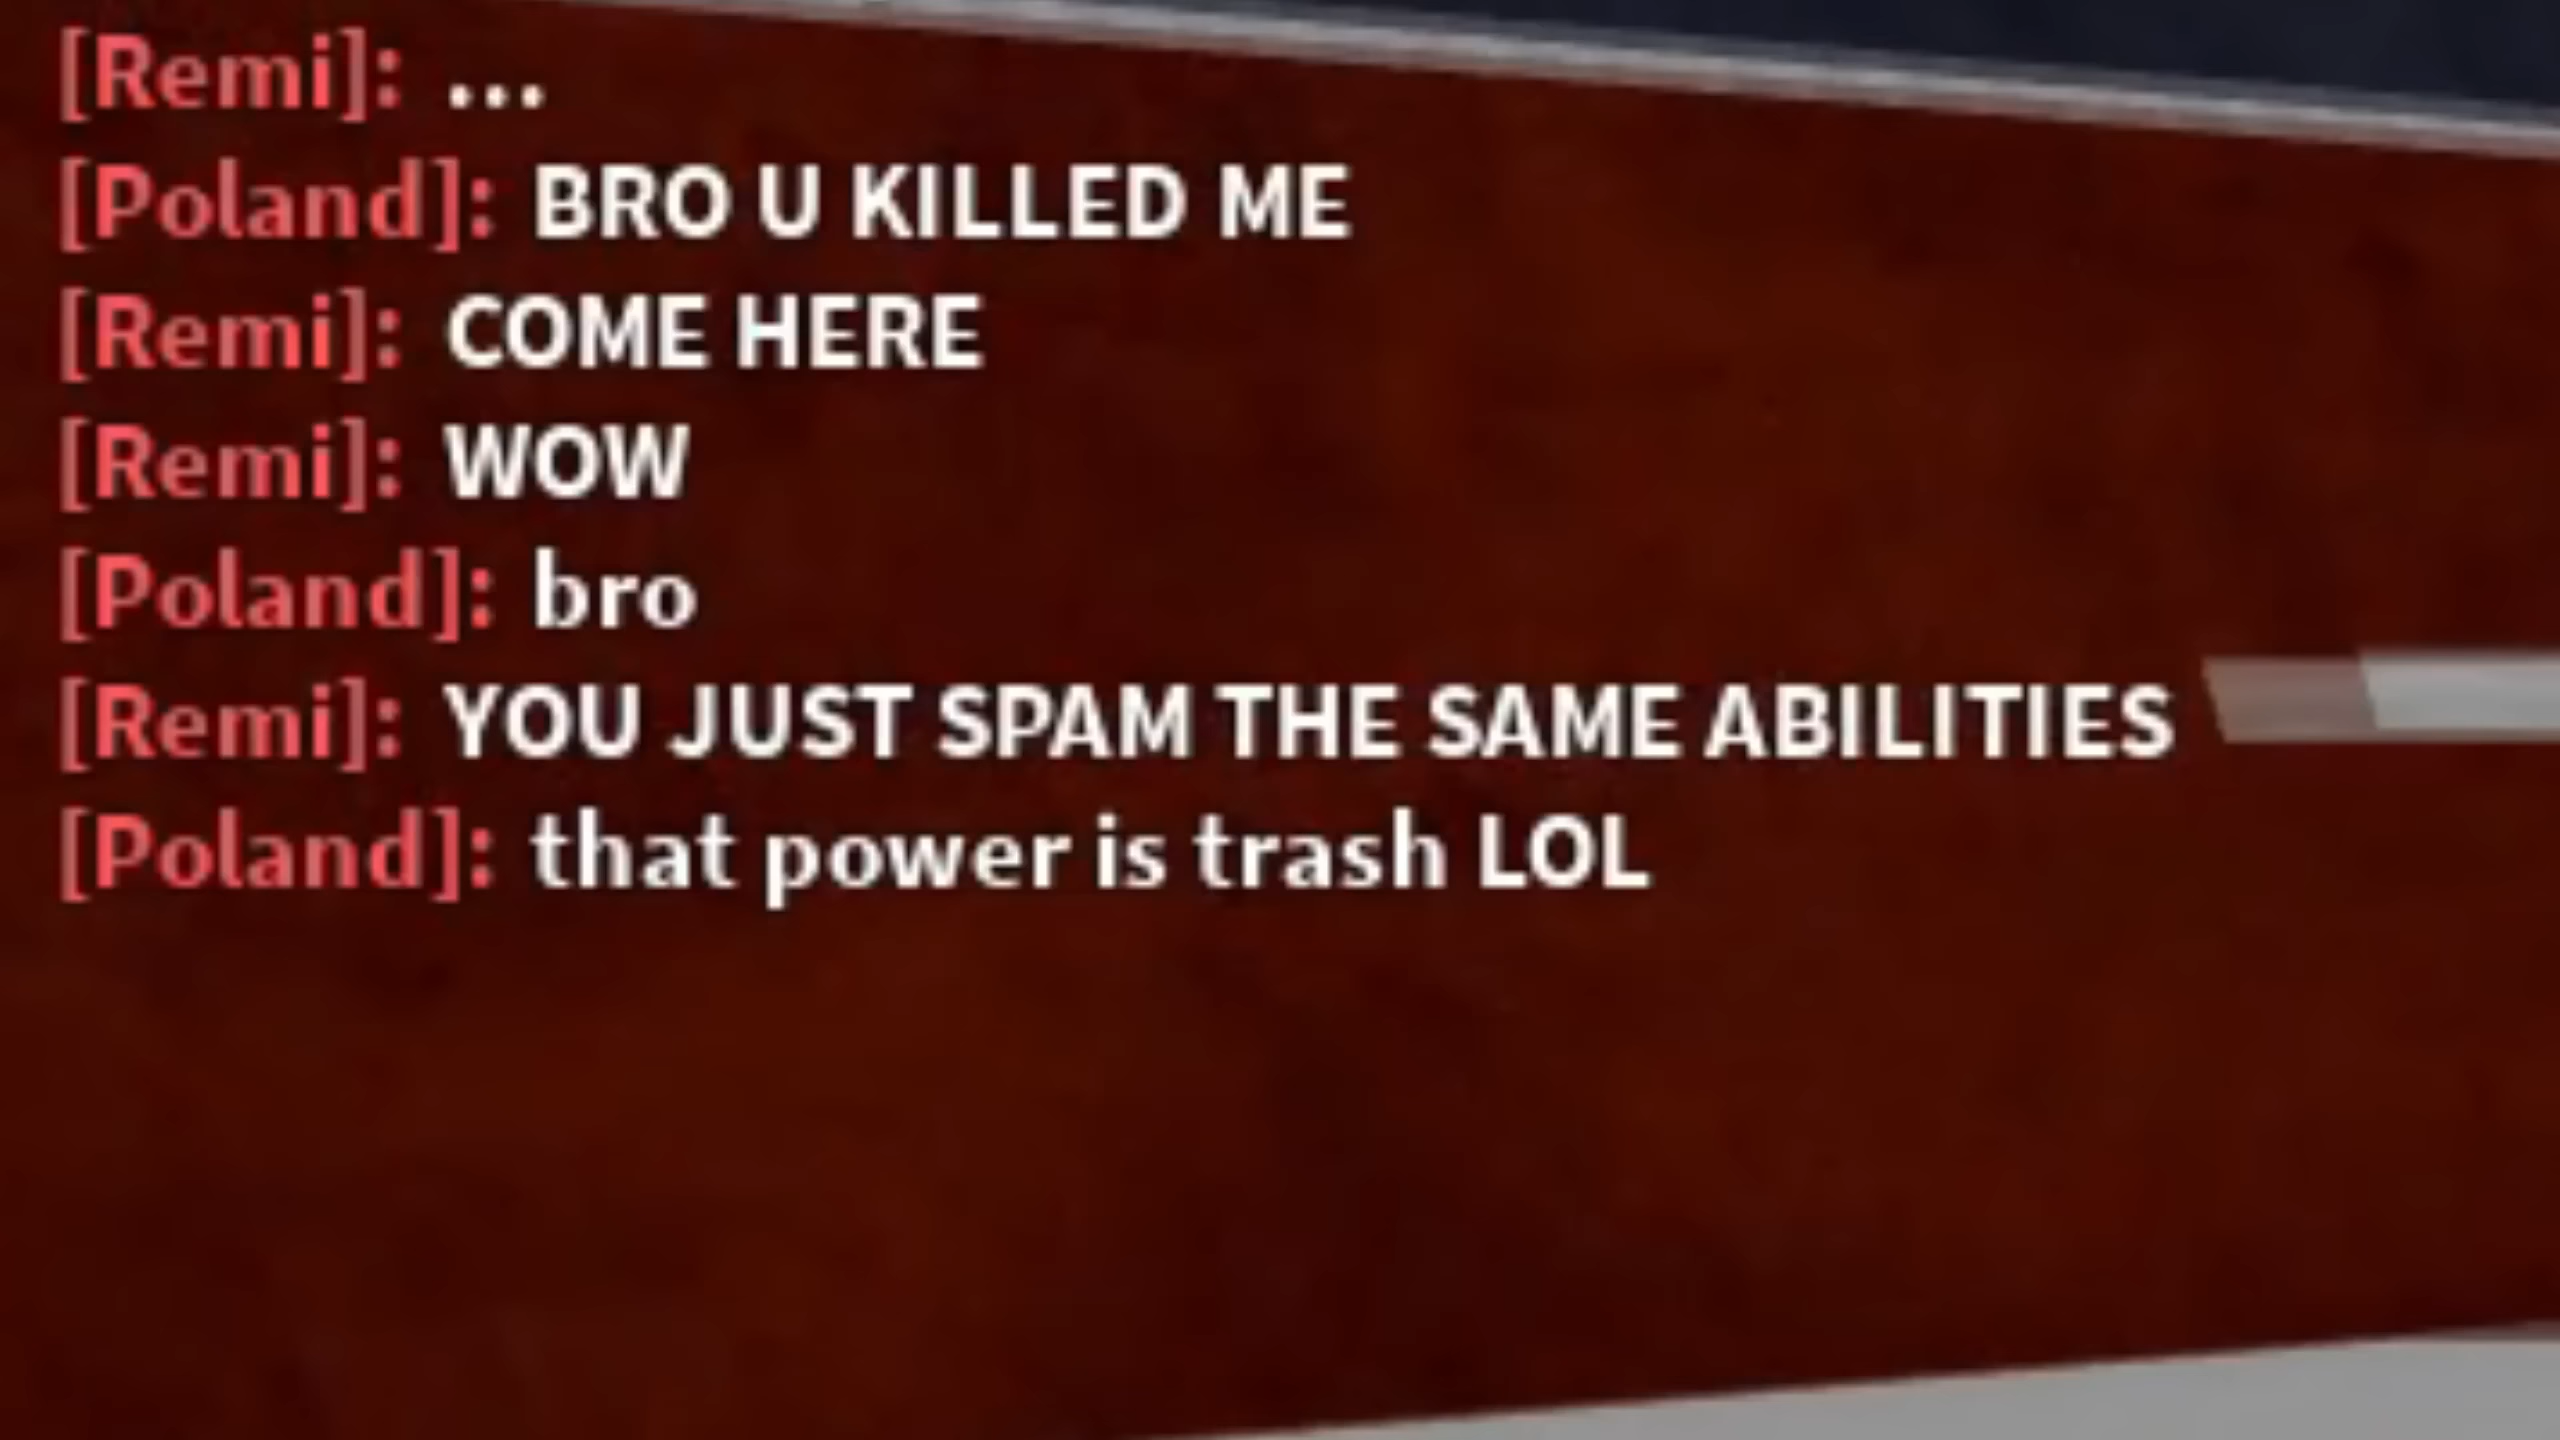 [Remi]: ...
[Poland]: BRO U KILLED ME
[Remi]: COME HERE
[Remi]: WOW
[Poland]: bro
[Remi]: YOU JUST SPAM THE SAME ABILITIES
[Poland]: that power is trash LOL